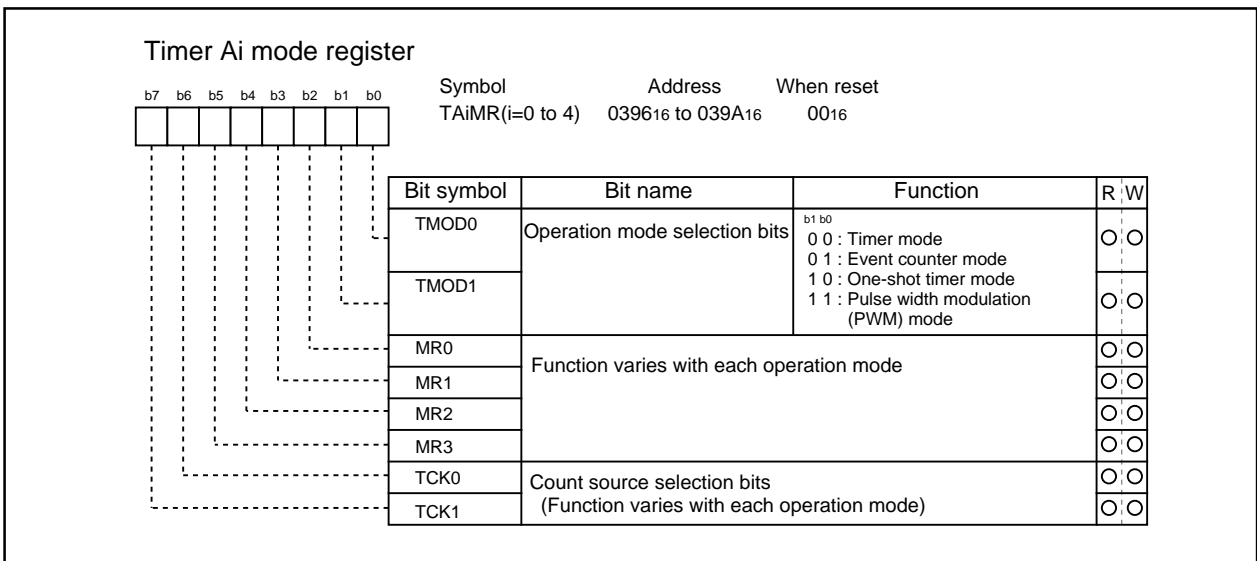 Timer Ai mode register
Symbol Address When reset
b7 b6 b5 b4 b3 b2 b1 b0
TAiMR(i=0 to 4) 039616 to 039A16 0016
Bit symbol Bit name Function R W
TMOD0 Operation mode selection bits b1 b0
0 0 : Timer mode
0 1 : Event counter mode
TMOD1 1 0 : One-shot timer mode
1 1 : Pulse width modulation
(PWM) mode
MR0 Function varies with each operation mode
MR1
MR2
MR3
TCK0 Count source selection bits
TCK1 (Function varies with each operation mode)